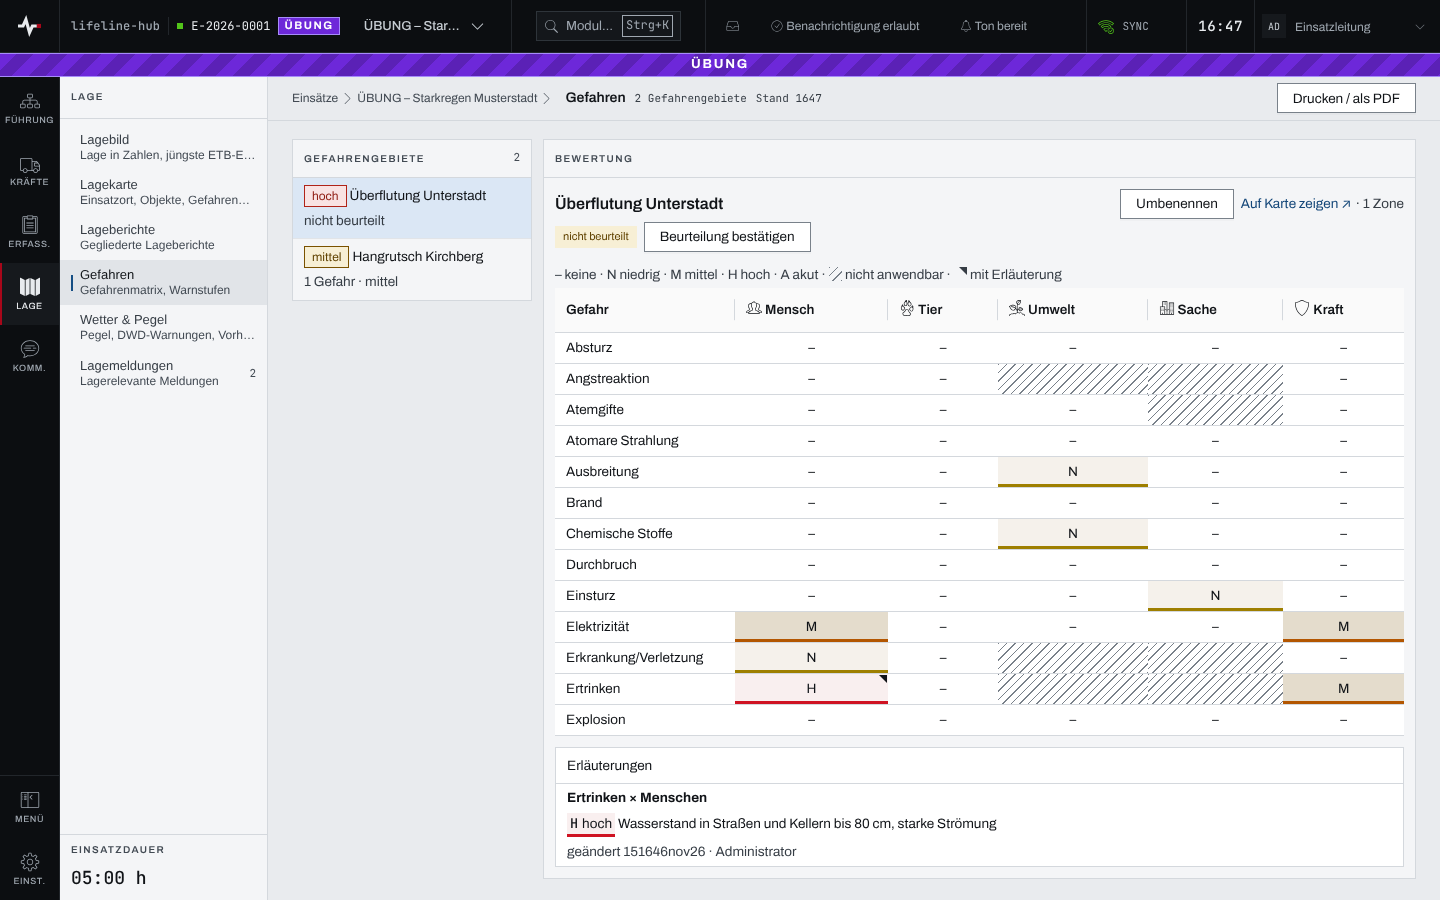 lifeline-hub E-2026-0001 ÜBUNG ÜBUNG – Star... Modul... Strg+K Benachrichtigung erlaubt Ton bereit SYNC 16:47 AD Einsatzleitung
ÜBUNG
FÜHRUNG
KRÄFTE
ERFASS.
LAGE
KOMM.
MENÜ
EINST.
LAGE
Lagebild
Lage in Zahlen, jüngste ETB-E...
Lagekarte
Einsatzort, Objekte, Gefahren...
Lageberichte
Gegliederte Lageberichte
Gefahren
Gefahrenmatrix, Warnstufen
Wetter & Pegel
Pegel, DWD-Warnungen, Vorh...
Lagemeldungen
Lagerelevante Meldungen 2
EINSATZDAUER
05:00 h
Einsätze ÜBUNG – Starkregen Musterstadt Gefahren 2 Gefahrengebiete Stand 1647 Drucken / als PDF
GEFAHRENGEBIETE 2
hoch Überflutung Unterstadt
nicht beurteilt
mittel Hangrutsch Kirchberg
1 Gefahr · mittel
BEWERTUNG
Überflutung Unterstadt Umbenennen Auf Karte zeigen ↗ · 1 Zone
nicht beurteilt Beurteilung bestätigen
– keine · N niedrig · M mittel · H hoch · A akut · nicht anwendbar · mit Erläuterung
Gefahr Mensch Tier Umwelt Sache Kraft
Absturz – – – – –
Angstreaktion – – –
Atemgifte – – – –
Atomare Strahlung – – – – –
Ausbreitung – – N – –
Brand – – – – –
Chemische Stoffe – – N – –
Durchbruch – – – – –
Einsturz – – – N –
Elektrizität M – – – M
Erkrankung/Verletzung N – –
Ertrinken H – M
Explosion – – – – –
Erläuterungen
Ertrinken × Menschen
H hoch Wasserstand in Straßen und Kellern bis 80 cm, starke Strömung
geändert 151646nov26 · Administrator